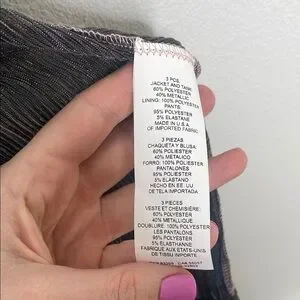 3 PCS.
JACKET AND TANK:
60% POLYESTER
40% METALLIC
LINING: 100% POLYESTER
PANTS:
95% POLYESTER
5% ELASTANE
MADE IN U.S.A.
OF IMPORTED FABRIC
3 PIEZAS
CHAQUETA Y BLUSA:
60% POLIESTER
40% METALICO
FORRO: 100% POLIESTER
PANTALONES
95% POLIESTER
5% ELASTANO
HECHO EN EE. UU
DE TELA IMPORTADA
3 PIECES
VESTE ET CHEMISIÈRE:
60% POLYESTER
40% METALLIQUE
DOUBLURE: 100% POLYESTER
LES PANTALONS:
95% POLYESTER
5% ELASTHANNE
FABRIQUE AUX ETATS-UNIS
DE TISSU IMPORTE